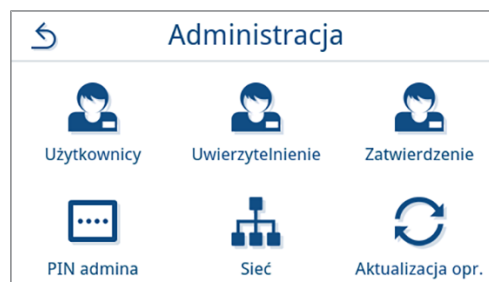 Administracja
Użytkownicy Uwierzytelnienie Zatwierdzenie
PIN admina Sieć Aktualizacja opr.